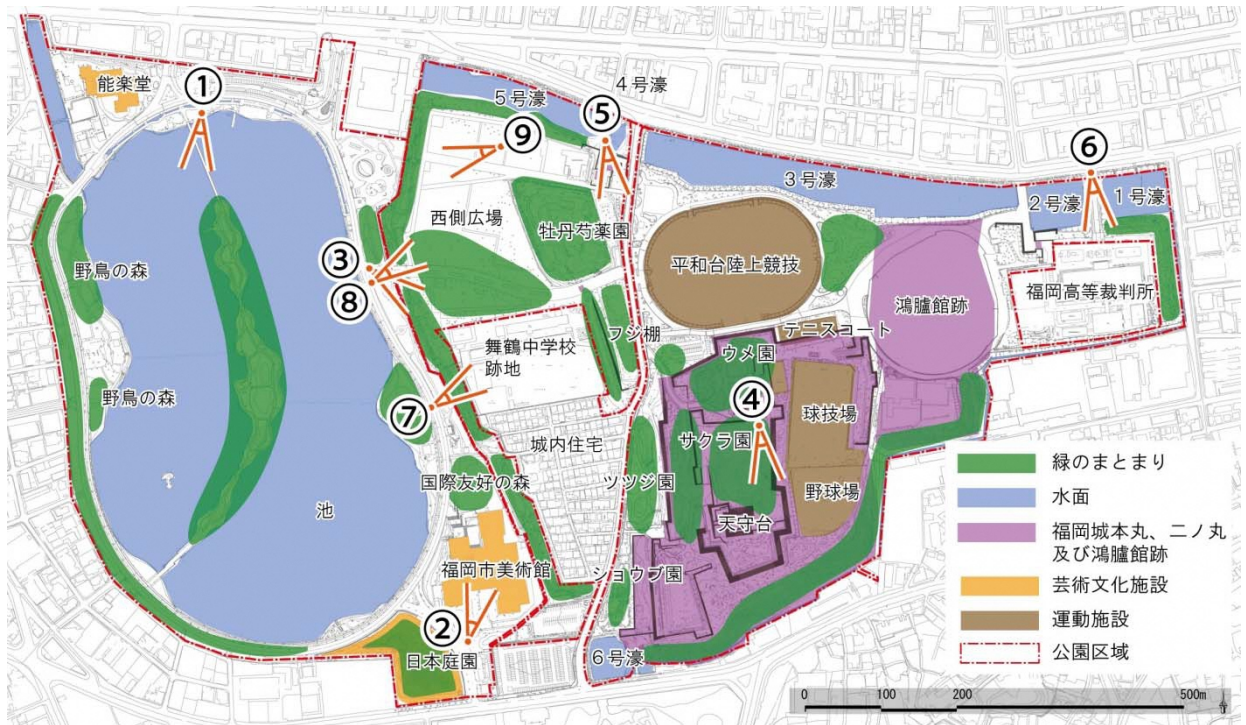 能楽堂
①
4号濠
5号濠
⑤
⑨
⑥
3号濠
2号濠
1号濠
西側広場
牡丹芍薬園
平和台陸上競技
福岡高等裁判所
③
⑧
野鳥の森
鴻臚館跡
テニスコート
フジ棚
ウメ園
舞鶴中学校
跡地
④
球技場
野鳥の森
⑦
城内住宅
サクラ園
国際友好の森
ツツジ園
野球場
池
天守台
福岡市美術館
ショウブ園
②
日本庭園
6号濠
緑のまとまり
水面
福岡城本丸、二ノ丸
及び鴻臚館跡
芸術文化施設
運動施設
公園区域
0 100 200 500m